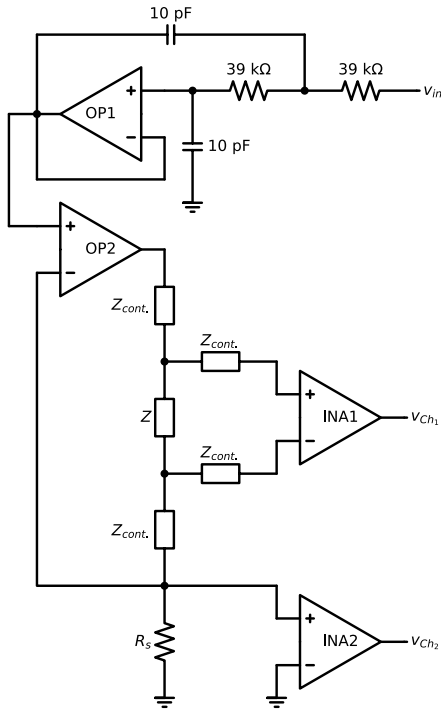 10 pF
39 kΩ 39 kΩ
v_in
+
OP1
−
10 pF
+
OP2
−
Z_cont.
Z_cont.
+
Z INA1 v_Ch₁
−
Z_cont.
Z_cont.
+
R_s INA2 v_Ch₂
−